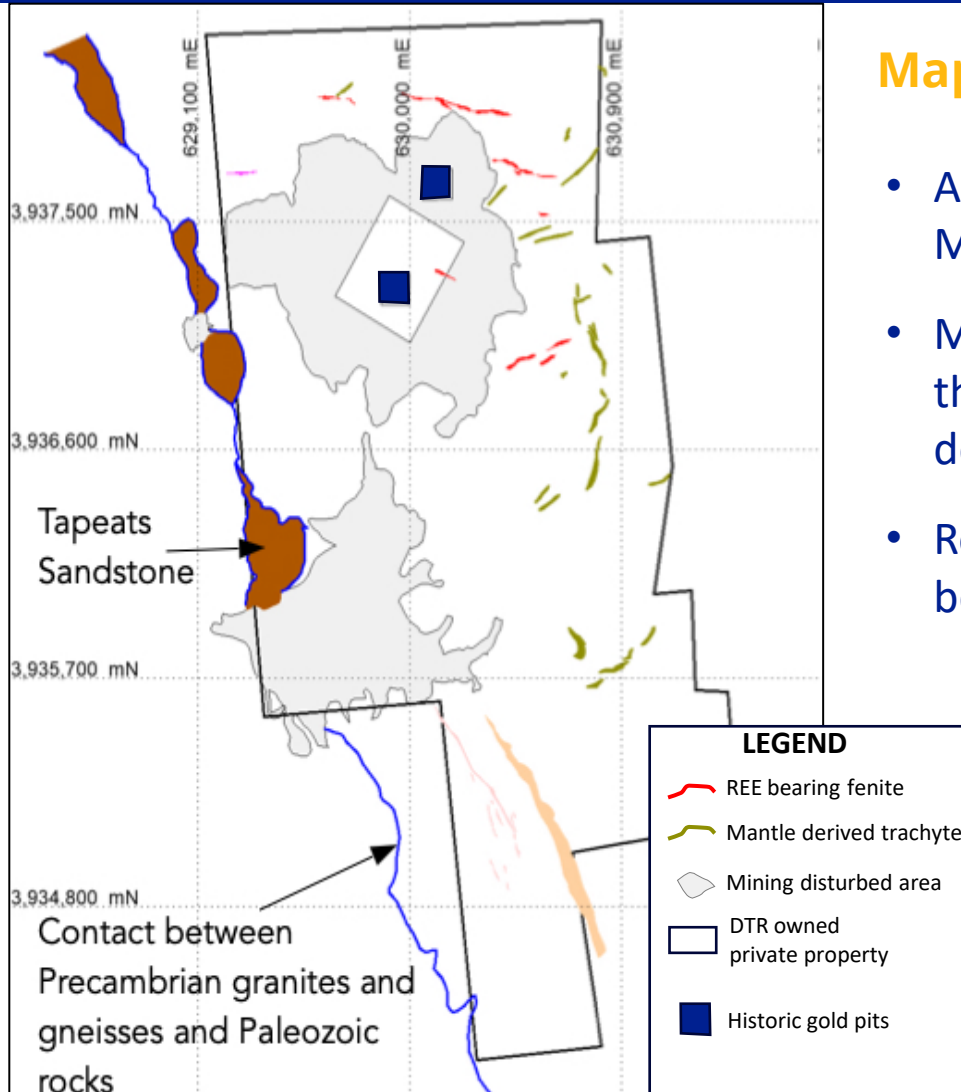 Map
629,100 mE
630,000 mE
630,900 mE
3,937,500 mN
3,936,600 mN
Tapeats
Sandstone
3,935,700 mN
3,934,800 mN
Contact between
Precambrian granites and
gneisses and Paleozoic
rocks
LEGEND
REE bearing fenite
Mantle derived trachyte
Mining disturbed area
DTR owned
private property
Historic gold pits
• A
M
• M
th
d
• R
b